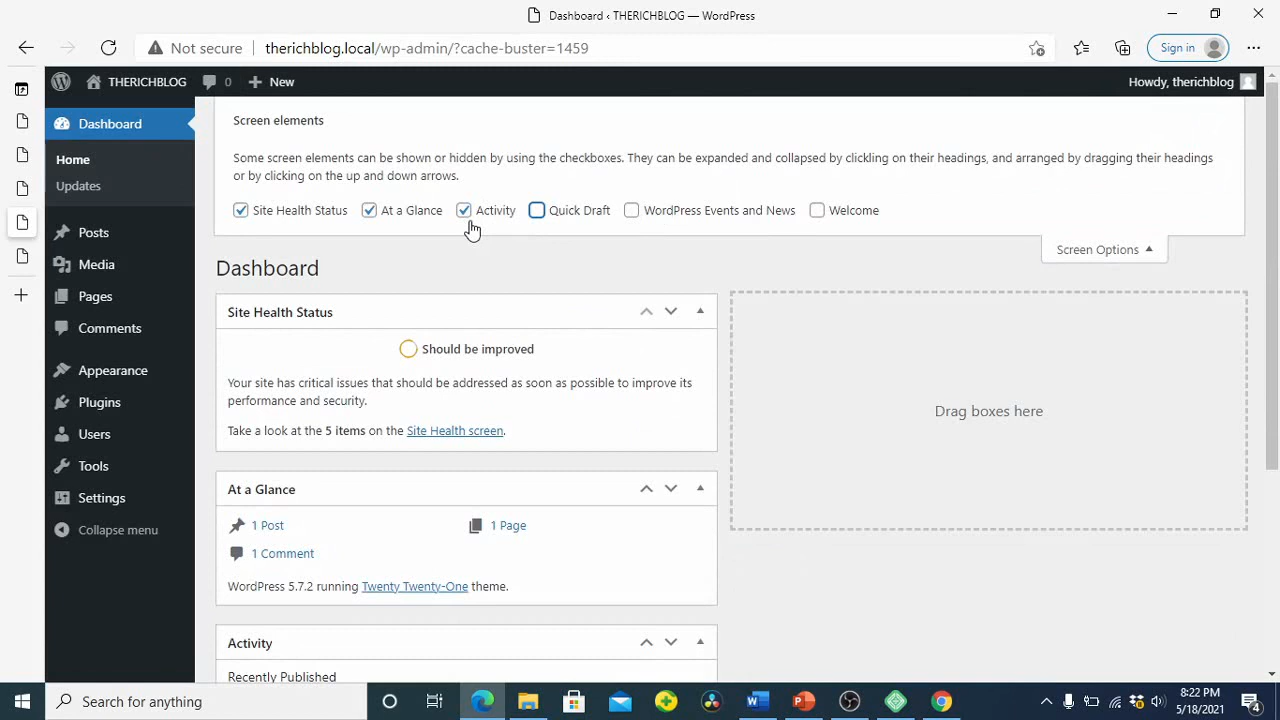 Dashboard ‹ THERICHBLOG — WordPress
Not secure
therichblog.local/wp-admin/?cache-buster=1459
Sign in
THERICHBLOG
0
New
Howdy, therichblog
Dashboard
Home
Updates
Posts
Media
Pages
Comments
Appearance
Plugins
Users
Tools
Settings
Collapse menu
Screen elements
Some screen elements can be shown or hidden by using the checkboxes. They can be expanded and collapsed by clickling on their headings, and arranged by dragging their headings
or by clicking on the up and down arrows.
Site Health Status
At a Glance
Activity
Quick Draft
WordPress Events and News
Welcome
Screen Options
Dashboard
Site Health Status
Should be improved
Your site has critical issues that should be addressed as soon as possible to improve its
performance and security.
Take a look at the 5 items on the Site Health screen.
Drag boxes here
At a Glance
1 Post
1 Page
1 Comment
WordPress 5.7.2 running Twenty Twenty-One theme.
Activity
Recently Published
Search for anything
8:22 PM
5/18/2021
4